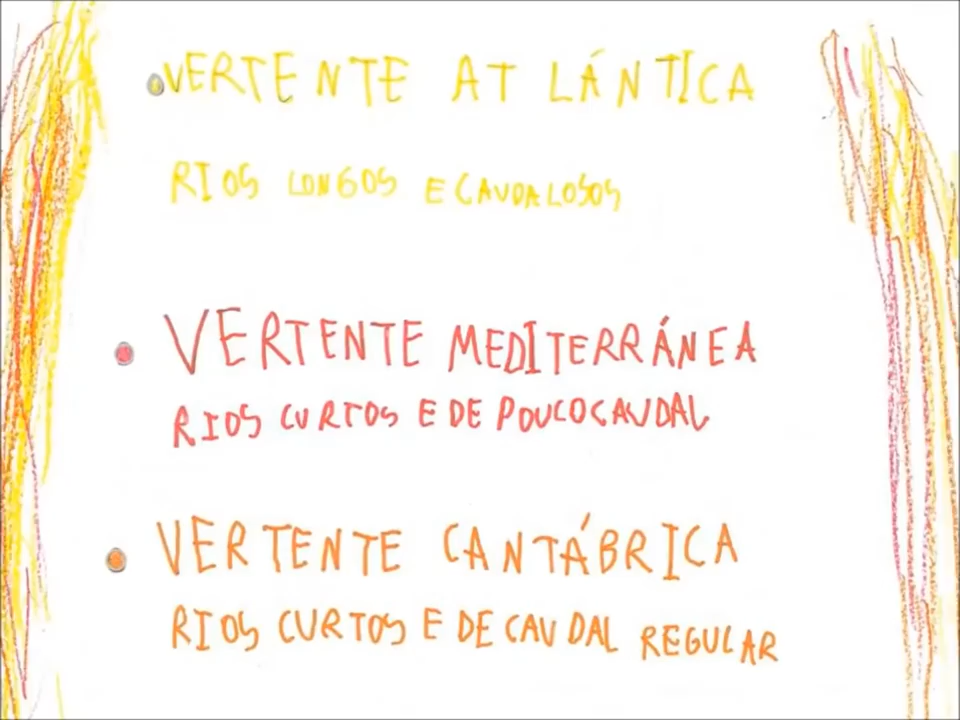 VERTENTE ATLÁNTICA
RIOS LONGOS E CAUDALOSOS
VERTENTE MEDITERRÁNEA
RIOS CURTOS E DE POUCO CAUDAL
VERTENTE CANTÁBRICA
RIOS CURTOS E DE CAUDAL REGULAR